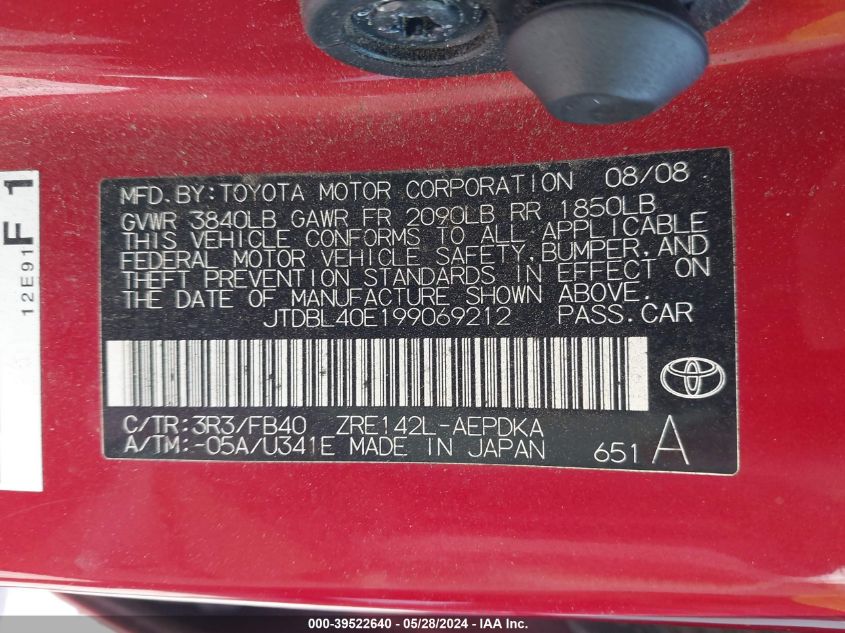 MFD.BY:TOYOTA MOTOR CORPORATION 08/08
GVWR 3840LB GAWR FR 2090LB RR 1850LB
THIS VEHICLE CONFORMS TO ALL APPLICABLE
FEDERAL MOTOR VEHICLE SAFETY,BUMPER,AND
THEFT PREVENTION STANDARDS IN EFFECT ON
THE DATE OF MANUFACTURE SHOWN ABOVE.
JTDBL40E199069212 PASS.CAR
C/TR:3R3/FB40 ZRE142L-AEPDKA
A/TM:-05A/U341E MADE IN JAPAN 651 A
F 1
12E91
000-39522640 - 05/28/2024 - IAAI.COM